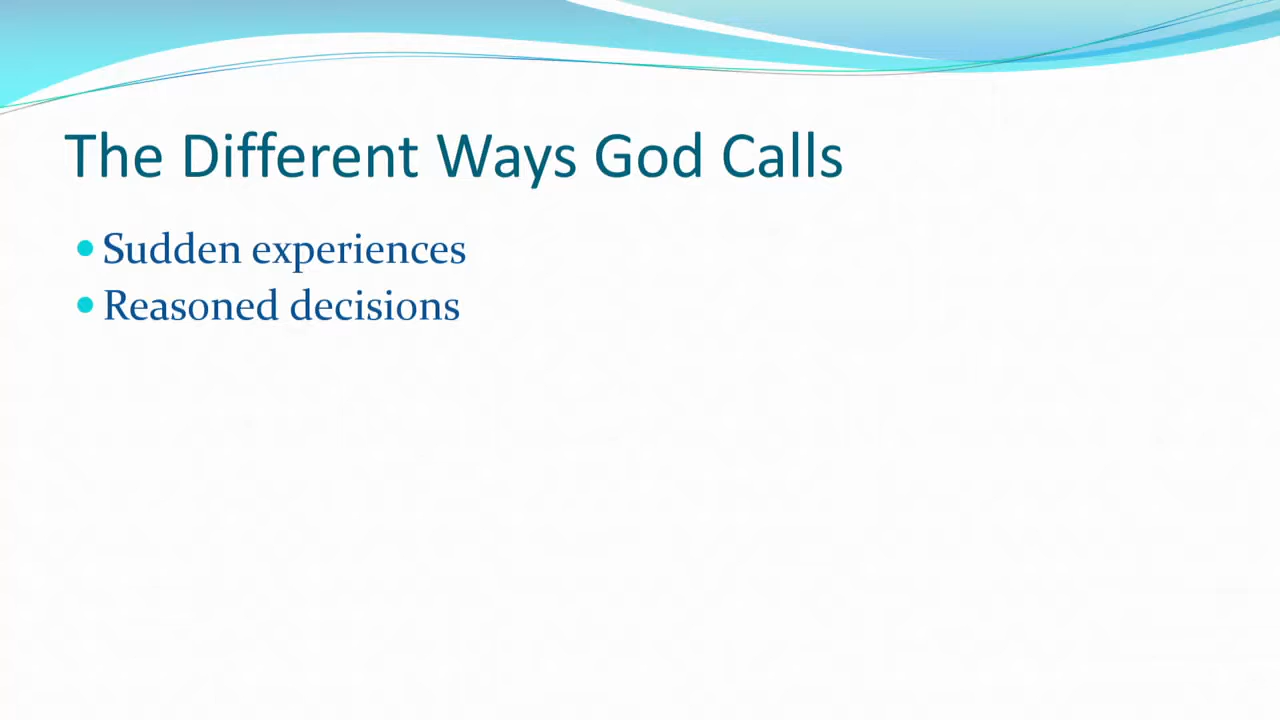 The Different Ways God Calls
• Sudden experiences
• Reasoned decisions